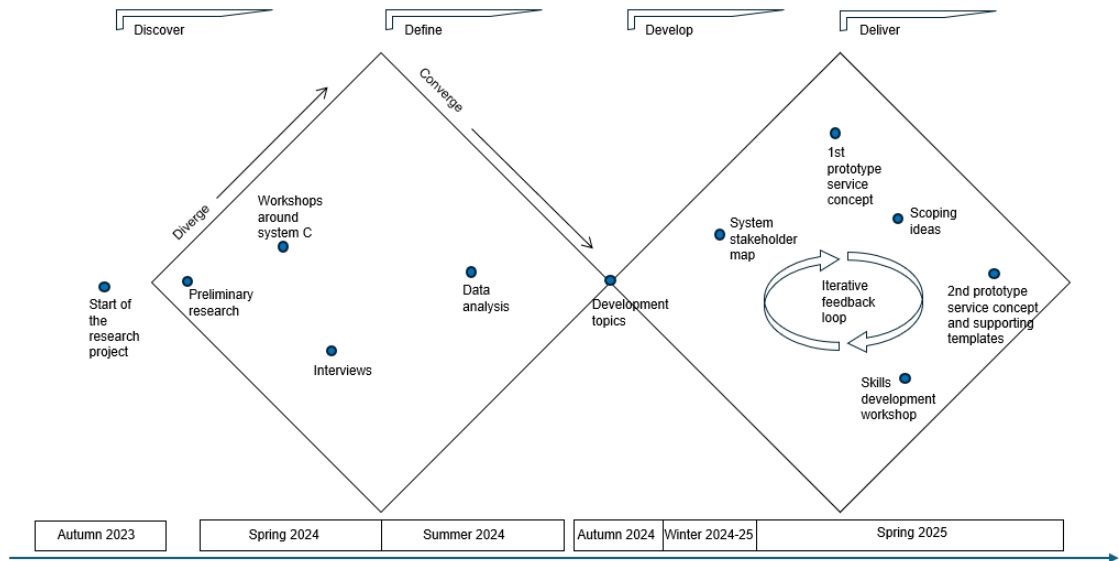 Discover
Define
Develop
Deliver
Diverge
Converge
Start of
the
research
project
Preliminary
research
Workshops
around
system C
Interviews
Data
analysis
Development
topics
System
stakeholder
map
1st
prototype
service
concept
Scoping
ideas
Iterative
feedback
loop
2nd prototype
service concept
and supporting
templates
Skills
development
workshop
Autumn 2023
Spring 2024
Summer 2024
Autumn 2024
Winter 2024-25
Spring 2025